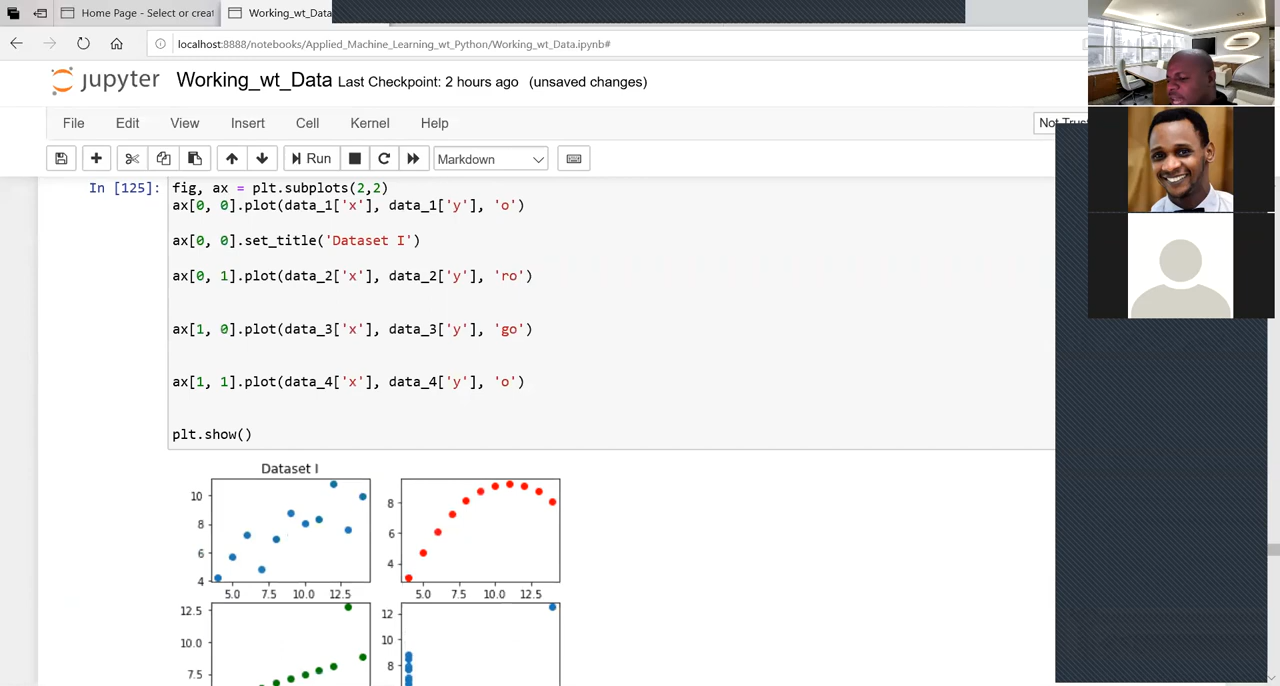 Home Page - Select or creat
Working_wt_Data
localhost:8888/notebooks/Applied_Machine_Learning_wt_Python/Working_wt_Data.ipynb#
jupyter Working_wt_Data Last Checkpoint: 2 hours ago (unsaved changes)
File Edit View Insert Cell Kernel Help Not Trus
Run Markdown
In [125]: fig, ax = plt.subplots(2,2)
ax[0, 0].plot(data_1['x'], data_1['y'], 'o')
ax[0, 0].set_title('Dataset I')
ax[0, 1].plot(data_2['x'], data_2['y'], 'ro')
ax[1, 0].plot(data_3['x'], data_3['y'], 'go')
ax[1, 1].plot(data_4['x'], data_4['y'], 'o')
plt.show()
Dataset I
10
8
6
4
5.0 7.5 10.0 12.5
8
6
4
5.0 7.5 10.0 12.5
12.5
10.0
7.5
12
10
8